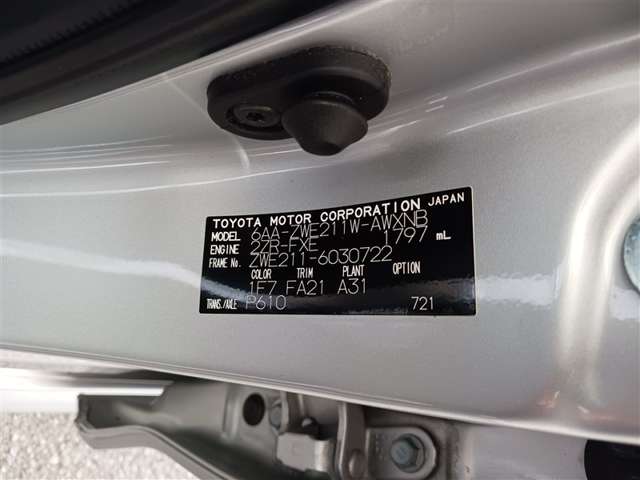 TOYOTA MOTOR CORPORATION JAPAN
MODEL 6AA-ZWE211W-AWXNB
ENGINE 2ZR-FXE 1797 mL
FRAME No. ZWE211-6030722
COLOR TRIM PLANT OPTION
1F7 FA21 A31
TRANS./AXLE P610 721